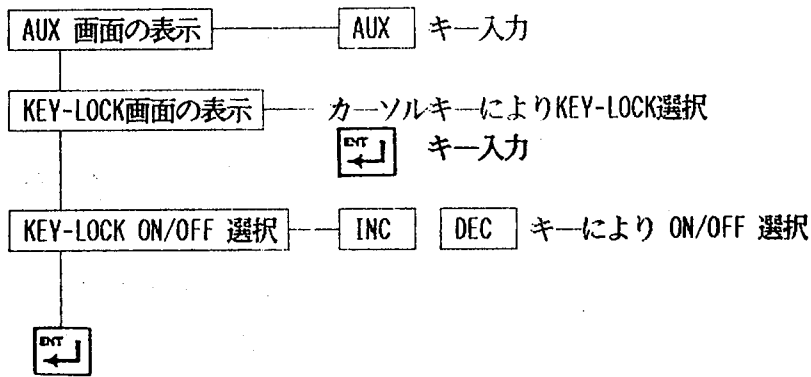 AUX 画面の表示 AUX キー入力
KEY-LOCK画面の表示 カーソルキーによりKEY-LOCK選択
ENT キー入力
KEY-LOCK ON/OFF 選択 INC DEC キーにより ON/OFF 選択
ENT